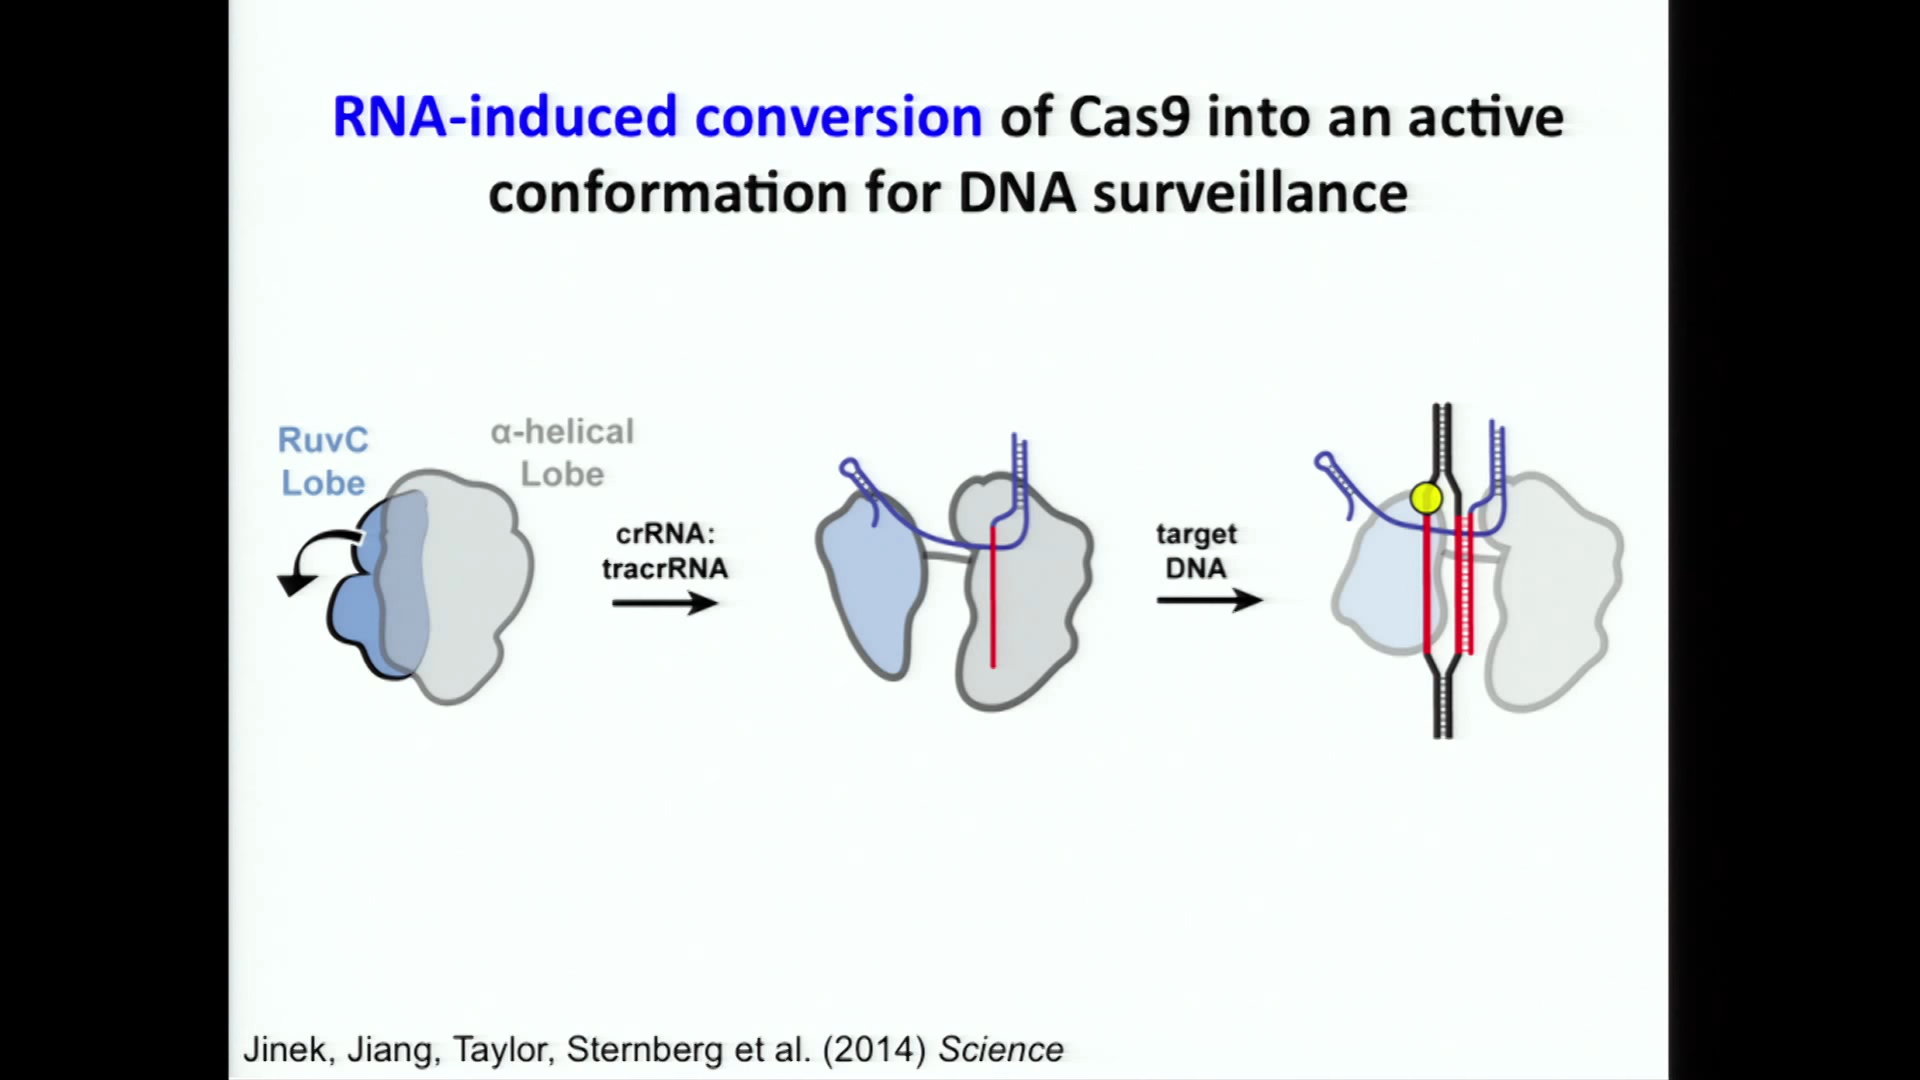 RNA-induced conversion of Cas9 into an active
conformation for DNA surveillance
RuvC
Lobe
α-helical
Lobe
crRNA:
tracrRNA
target
DNA
Jinek, Jiang, Taylor, Sternberg et al. (2014) Science